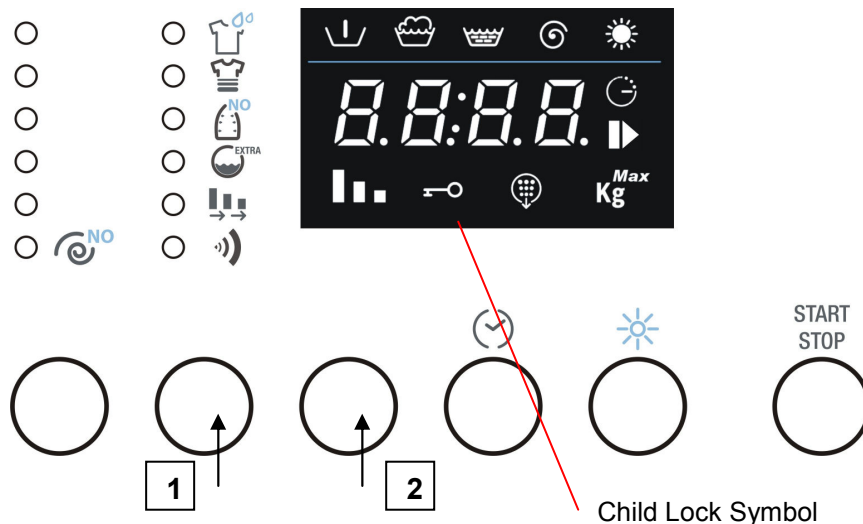 NO
EXTRA
NO
8.8:8.8.
Kg Max
START
STOP
1
2
Child Lock Symbol